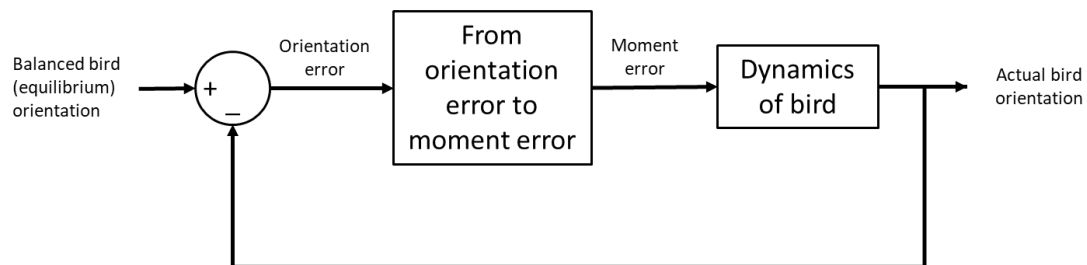 Balanced bird
(equilibrium)
orientation
+
–
Orientation
error
From
orientation
error to
moment error
Moment
error
Dynamics
of bird
Actual bird
orientation